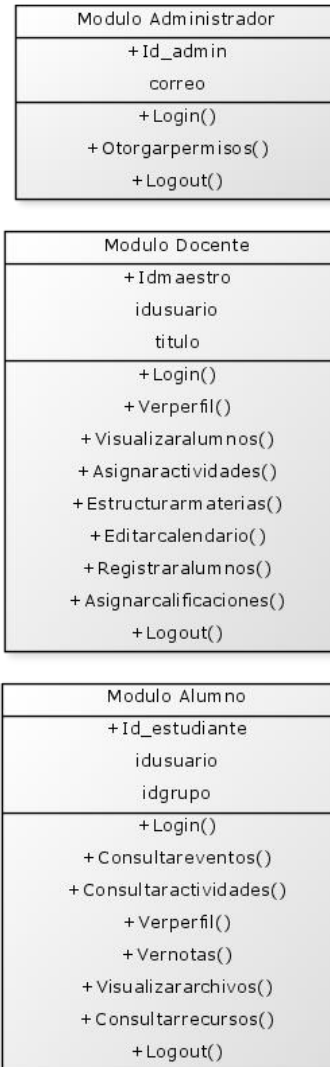 Modulo Administrador
+Id_admin
correo
+Login()
+Otorgarpermisos()
+Logout()
Modulo Docente
+Idmaestro
idusuario
titulo
+Login()
+Verperfil()
+Visualizaralumnos()
+Asignaractividades()
+Estructurarmaterias()
+Editarcalendario()
+Registraralumnos()
+Asignarcalificaciones()
+Logout()
Modulo Alumno
+Id_estudiante
idusuario
idgrupo
+Login()
+Consultareventos()
+Consultaractividades()
+Verperfil()
+Vernotas()
+Visualizararchivos()
+Consultarrecursos()
+Logout()